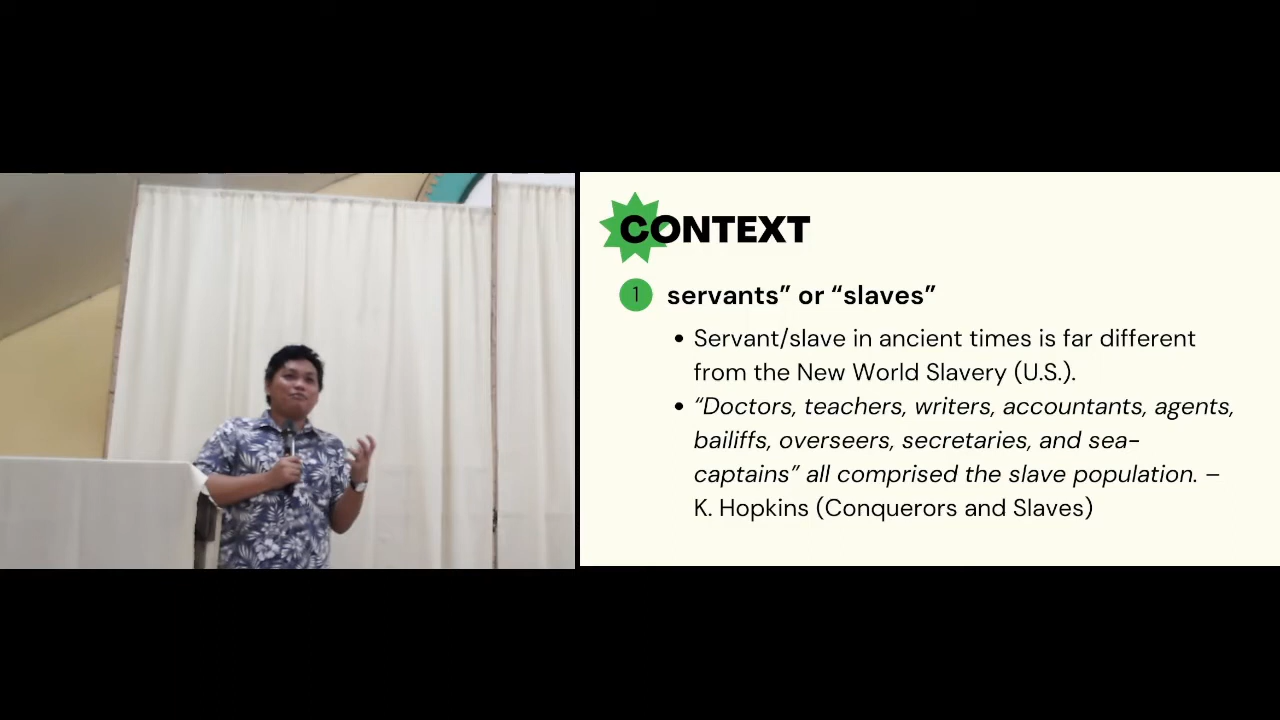 CONTEXT
1 servants” or “slaves”
• Servant/slave in ancient times is far different
from the New World Slavery (U.S.).
• “Doctors, teachers, writers, accountants, agents,
bailiffs, overseers, secretaries, and sea-
captains” all comprised the slave population. –
K. Hopkins (Conquerors and Slaves)